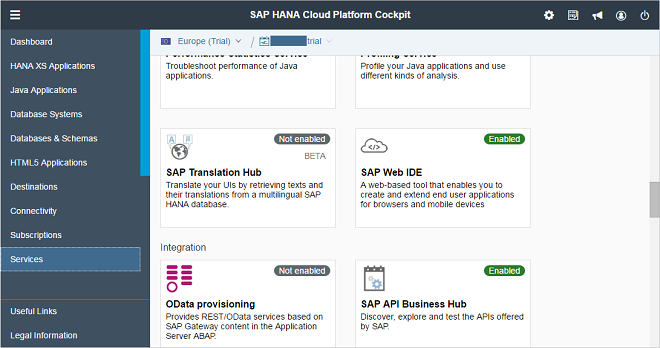 SAP HANA Cloud Platform Cockpit
Europe (Trial) / trial
Dashboard
HANA XS Applications
Java Applications
Database Systems
Databases & Schemas
HTML5 Applications
Destinations
Connectivity
Subscriptions
Services
Useful Links
Legal Information
Performance Statistics Service
Troubleshoot performance of Java
applications.
Profiling Service
Profile your Java applications and use
different kinds of analysis.
Not enabled
BETA
SAP Translation Hub
Translate your UIs by retrieving texts and
their translations from a multilingual SAP
HANA database.
Enabled
SAP Web IDE
A web-based tool that enables you to
create and extend end user applications
for browsers and mobile devices
Integration
Not enabled
OData provisioning
Provides REST/OData services based on
SAP Gateway content in the Application
Server ABAP.
Enabled
SAP API Business Hub
Discover, explore and test the APIs offered
by SAP.